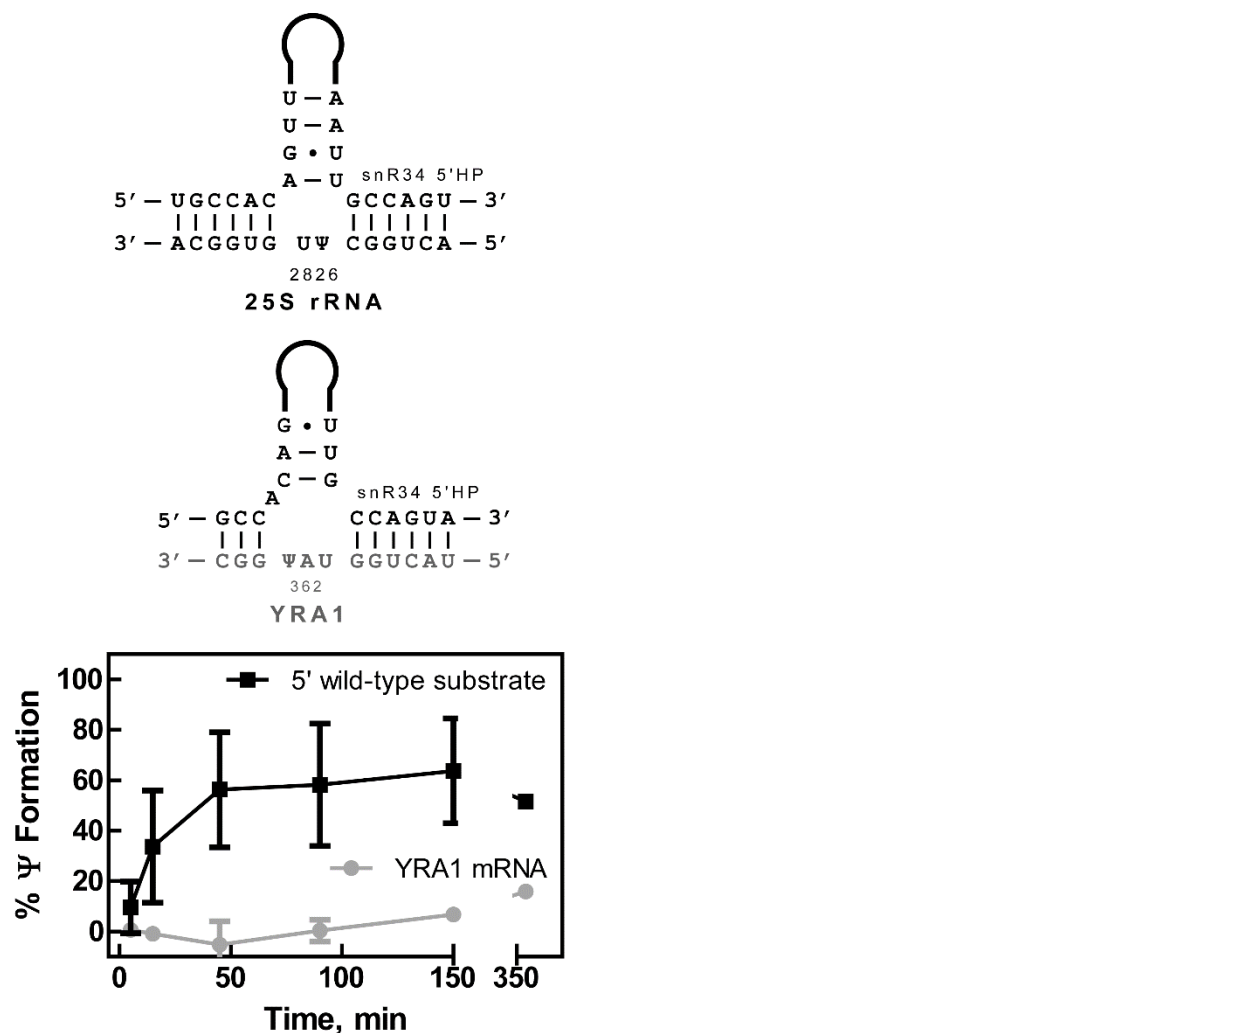 U – A
U – A
G • U
A – U
snR34 5'HP
5′ – UGCCAC GCCAGU – 3′
3′ – ACGGUG UΨ CGGUCA – 5′
2826
25S rRNA
G • U
A – U
C – G
A
snR34 5'HP
5′ – GCC CCAGUA – 3′
3′ – CGG ΨAU GGUCAU – 5′
362
YRA1
100
80
60
40
20
0
% Ψ Formation
5' wild-type substrate
YRA1 mRNA
0 50 100 150 350
Time, min